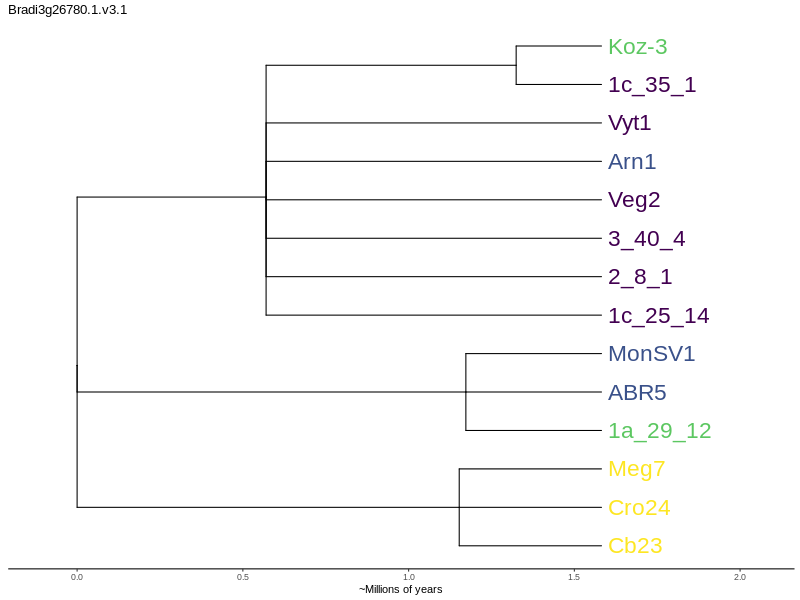 Bradi3g26780.1.v3.1
Koz-3
1c_35_1
Vyt1
Arn1
Veg2
3_40_4
2_8_1
1c_25_14
MonSV1
ABR5
1a_29_12
Meg7
Cro24
Cb23
0.0 0.5 1.0 1.5 2.0
~Millions of years